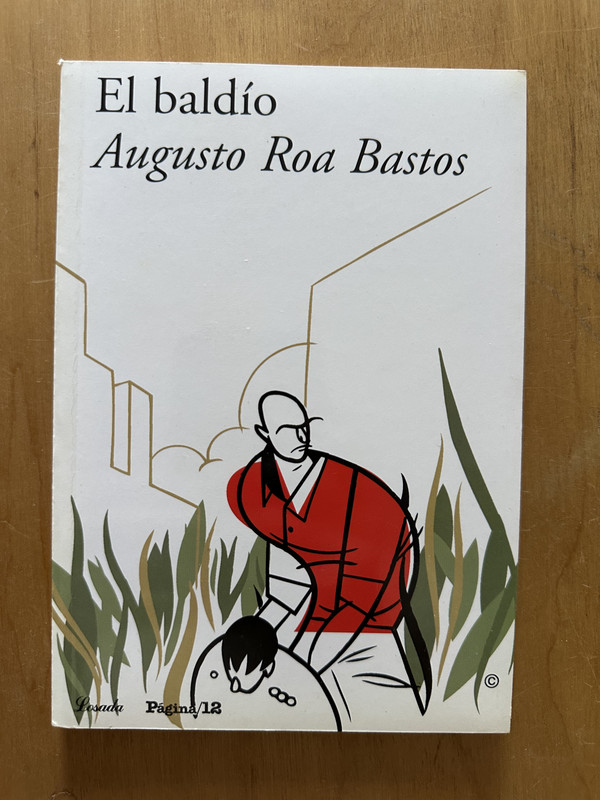 El baldío
Augusto Roa Bastos
©
Losada Página/12